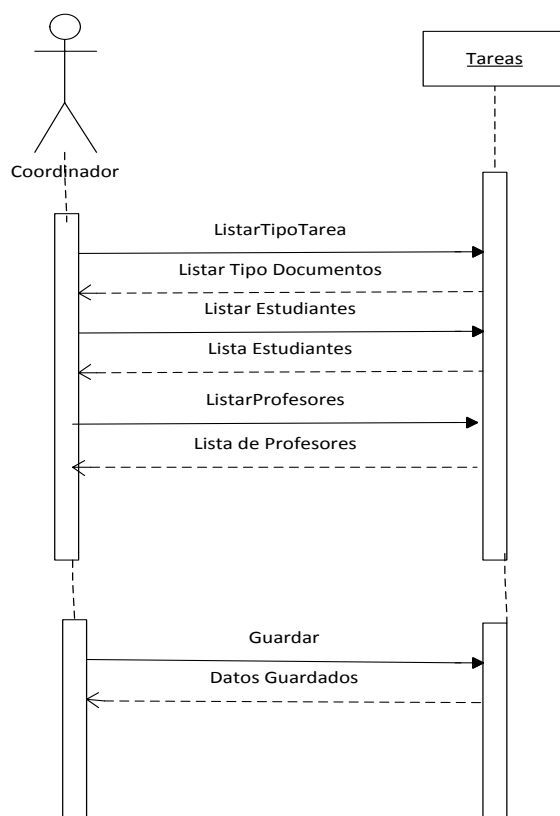 Tareas
Coordinador
ListarTipoTarea
Listar Tipo Documentos
Listar Estudiantes
Lista Estudiantes
ListarProfesores
Lista de Profesores
Guardar
Datos Guardados